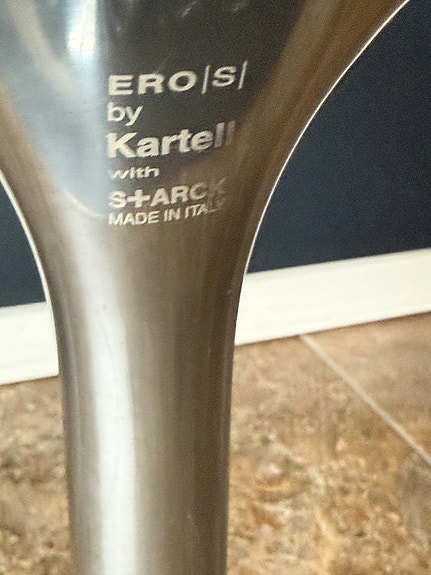 ERO|S|
by
Kartell
with
S+ARCK
MADE IN ITALY